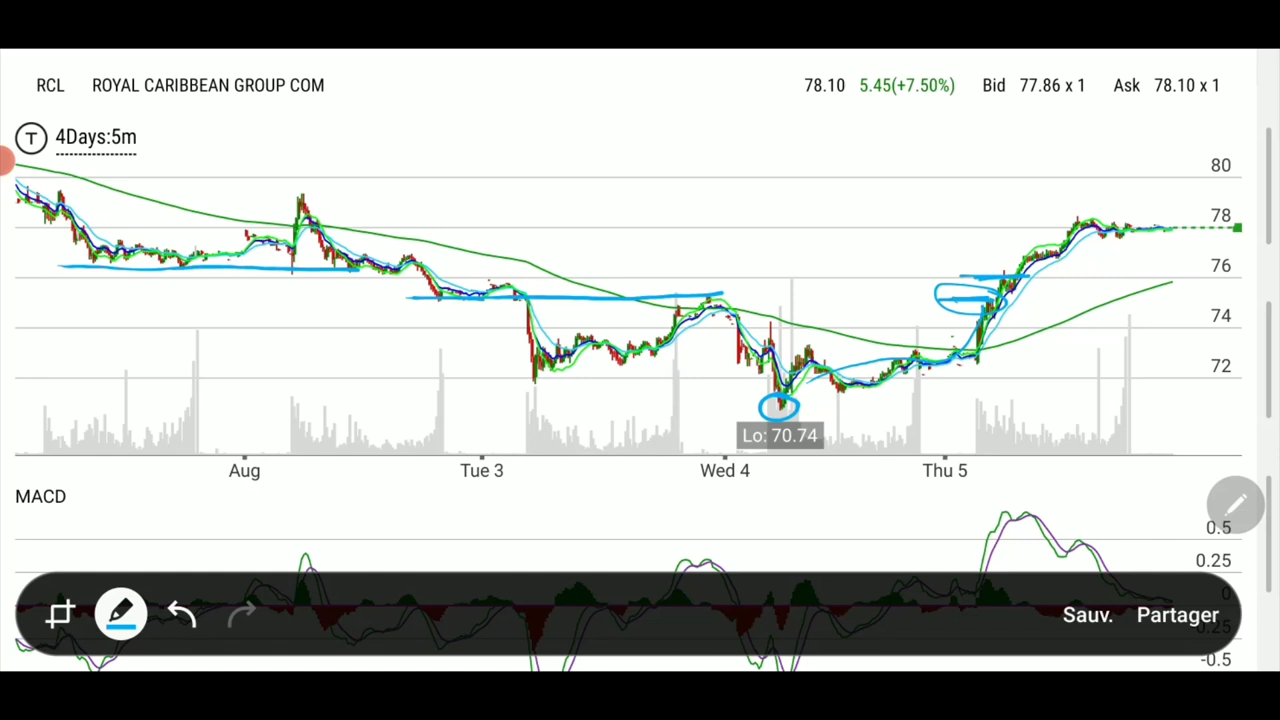 RCL ROYAL CARIBBEAN GROUP COM 78.10 5.45(+7.50%) Bid 77.86 x 1 Ask 78.10 x 1
T 4Days:5m
80
78
76
74
72
Lo: 70.74
Aug Tue 3 Wed 4 Thu 5
MACD
0.5
0.25
0
Sauv. Partager
0.25
-0.5